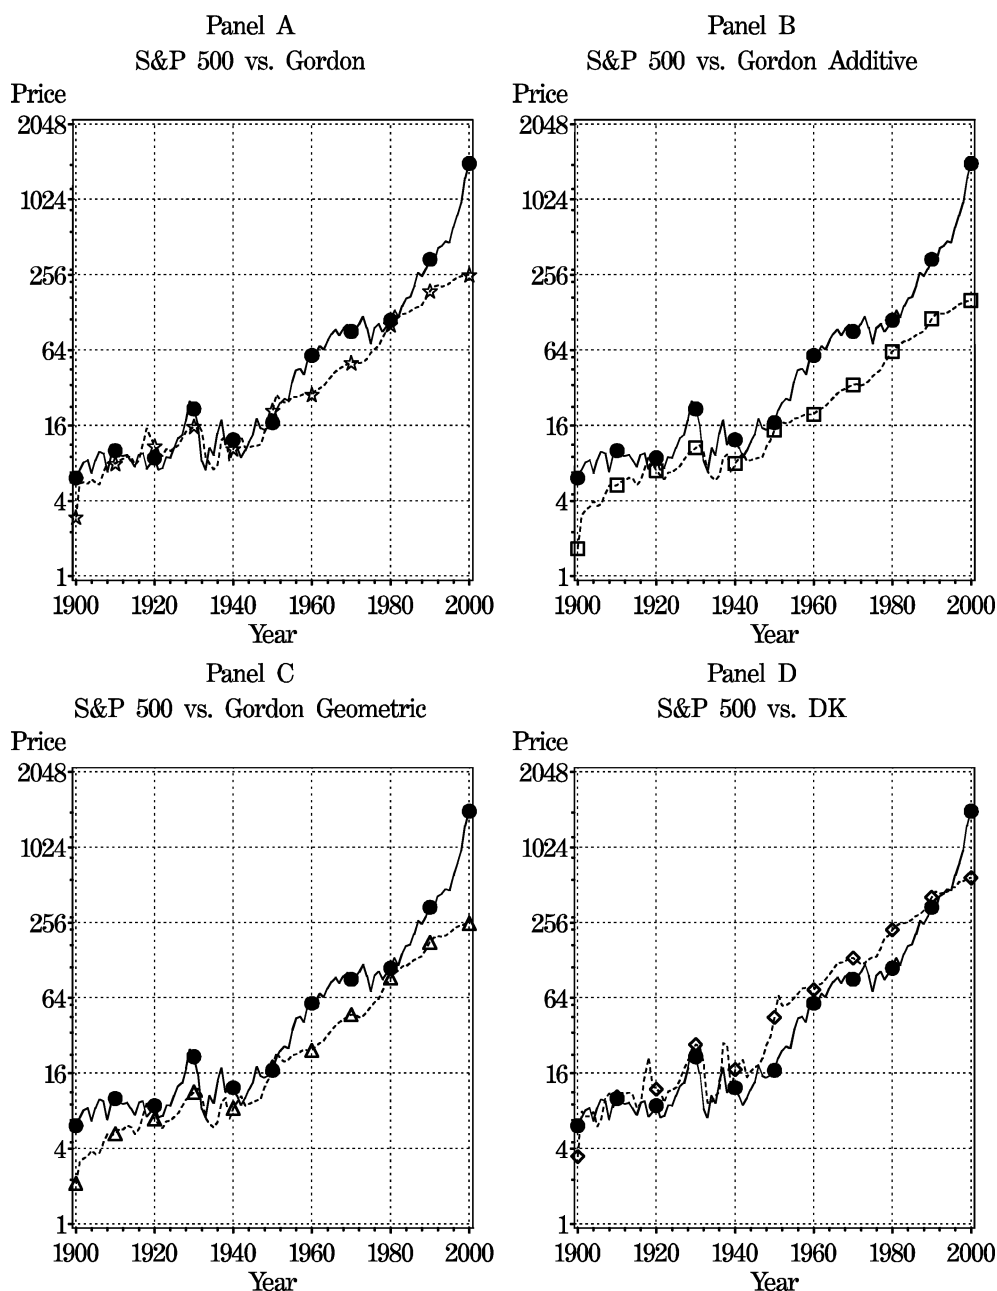 Panel A
S&P 500 vs. Gordon
Price
2048
1024
256
64
16
4
1
1900 1920 1940 1960 1980 2000
Year
Panel B
S&P 500 vs. Gordon Additive
Price
2048
1024
256
64
16
4
1
1900 1920 1940 1960 1980 2000
Year
Panel C
S&P 500 vs. Gordon Geometric
Price
2048
1024
256
64
16
4
1
1900 1920 1940 1960 1980 2000
Year
Panel D
S&P 500 vs. DK
Price
2048
1024
256
64
16
4
1
1900 1920 1940 1960 1980 2000
Year